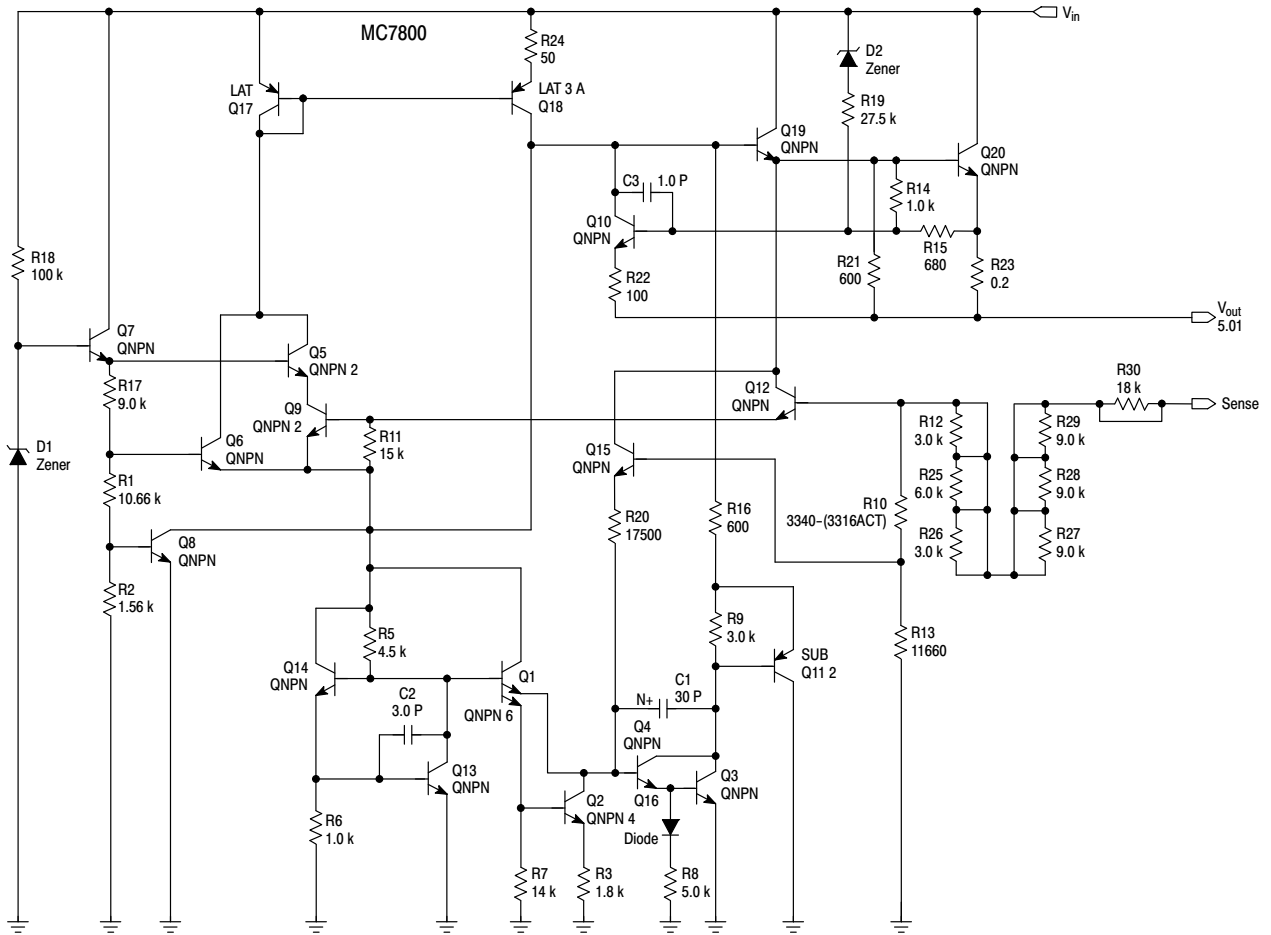 MC7800
Vin
R24
50
D2
Zener
LAT
Q17
LAT 3 A
Q18
R19
27.5 k
Q19
QNPN
Q20
QNPN
C3
1.0 P
R14
1.0 k
Q10
QNPN
R15
680
R18
100 k
R21
600
R23
0.2
R22
100
Vout
5.01
Q7
QNPN
Q5
QNPN 2
R17
9.0 k
R30
18 k
Sense
Q12
QNPN
Q9
QNPN 2
R12
3.0 k
R29
9.0 k
D1
Zener
Q6
QNPN
R11
15 k
Q15
QNPN
R1
10.66 k
R25
6.0 k
R28
9.0 k
R10
3340-(3316ACT)
R20
17500
R16
600
R26
3.0 k
R27
9.0 k
Q8
QNPN
R2
1.56 k
R5
4.5 k
R9
3.0 k
R13
11660
Q14
QNPN
Q1
QNPN 6
SUB
Q11 2
C2
3.0 P
N+
C1
30 P
Q4
QNPN
Q13
QNPN
Q2
QNPN 4
Q16
Q3
QNPN
Diode
R6
1.0 k
R7
14 k
R3
1.8 k
R8
5.0 k